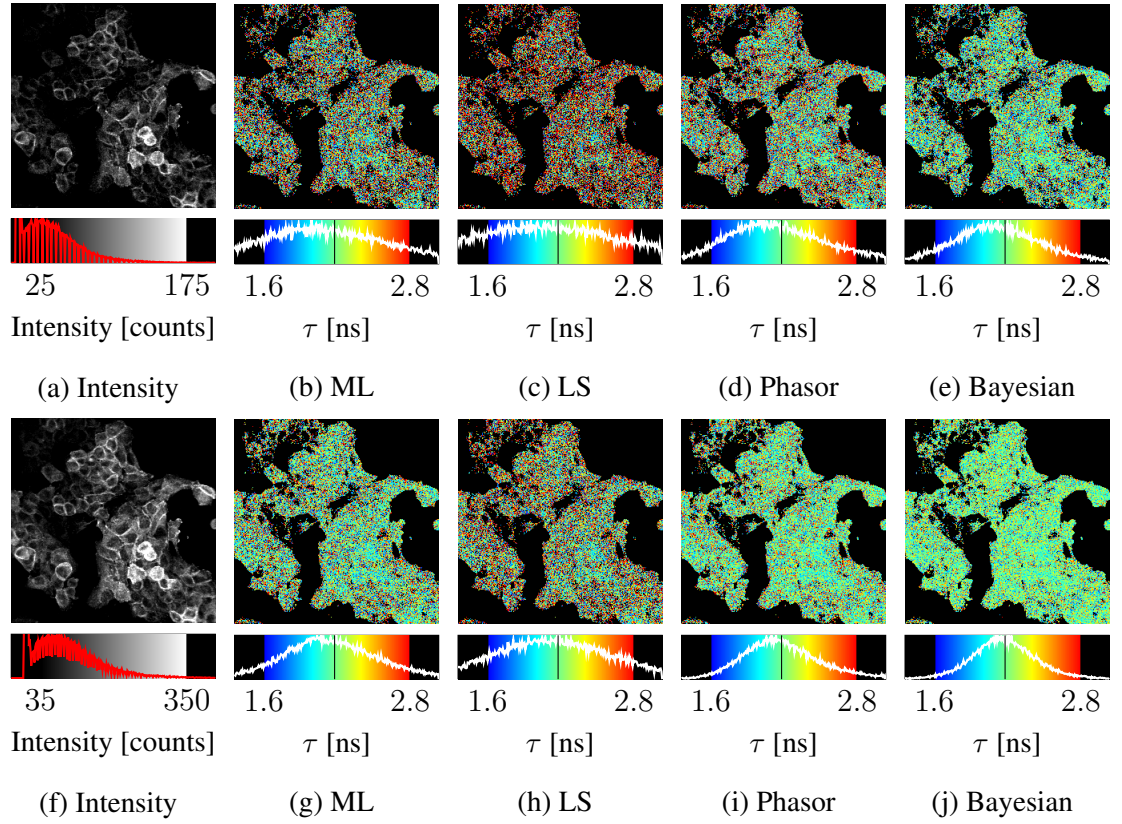 25 175 1.6 2.8 1.6 2.8 1.6 2.8 1.6 2.8
Intensity [counts] τ [ns] τ [ns] τ [ns] τ [ns]
(a) Intensity (b) ML (c) LS (d) Phasor (e) Bayesian
35 350 1.6 2.8 1.6 2.8 1.6 2.8 1.6 2.8
Intensity [counts] τ [ns] τ [ns] τ [ns] τ [ns]
(f) Intensity (g) ML (h) LS (i) Phasor (j) Bayesian